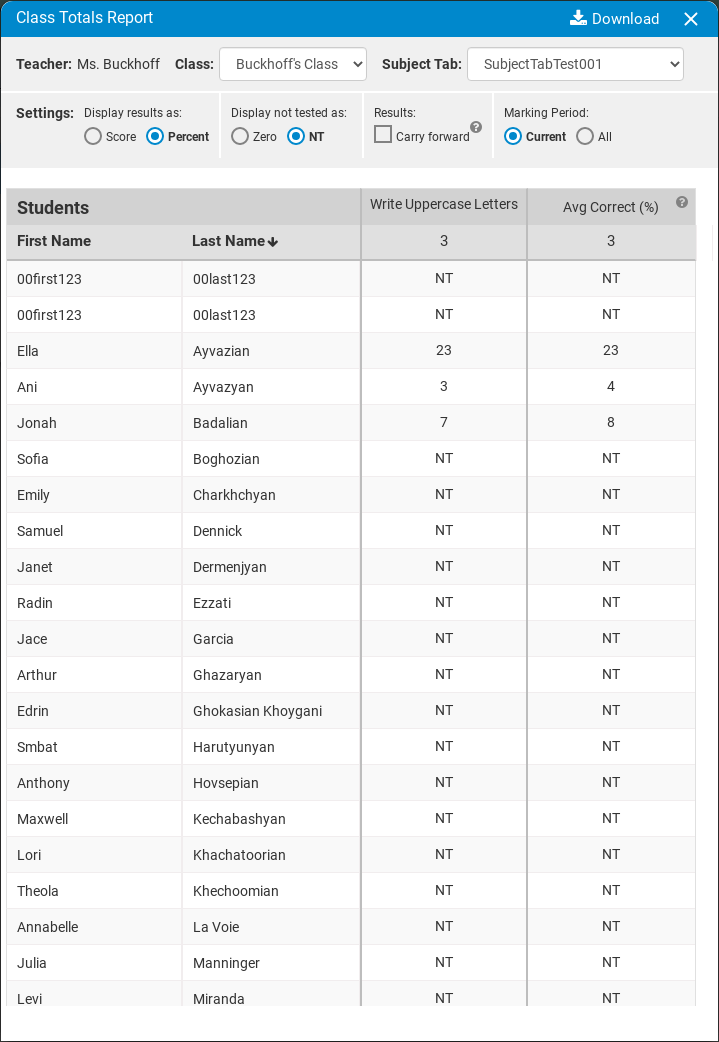 Class Totals Report Download
Teacher: Ms. Buckhoff Class: Buckhoff's Class Subject Tab: SubjectTabTest001
Settings: Display results as: Display not tested as: Results: Marking Period:
Score Percent Zero NT Carry forward ? Current All
Students Write Uppercase Letters Avg Correct (%) ?
First Name Last Name 3 3
00first123 00last123 NT NT
00first123 00last123 NT NT
Ella Ayvazian 23 23
Ani Ayvazyan 3 4
Jonah Badalian 7 8
Sofia Boghozian NT NT
Emily Charkhchyan NT NT
Samuel Dennick NT NT
Janet Dermenjyan NT NT
Radin Ezzati NT NT
Jace Garcia NT NT
Arthur Ghazaryan NT NT
Edrin Ghokasian Khoygani NT NT
Smbat Harutyunyan NT NT
Anthony Hovsepian NT NT
Maxwell Kechabashyan NT NT
Lori Khachatoorian NT NT
Theola Khechoomian NT NT
Annabelle La Voie NT NT
Julia Manninger NT NT
Levi Miranda NT NT